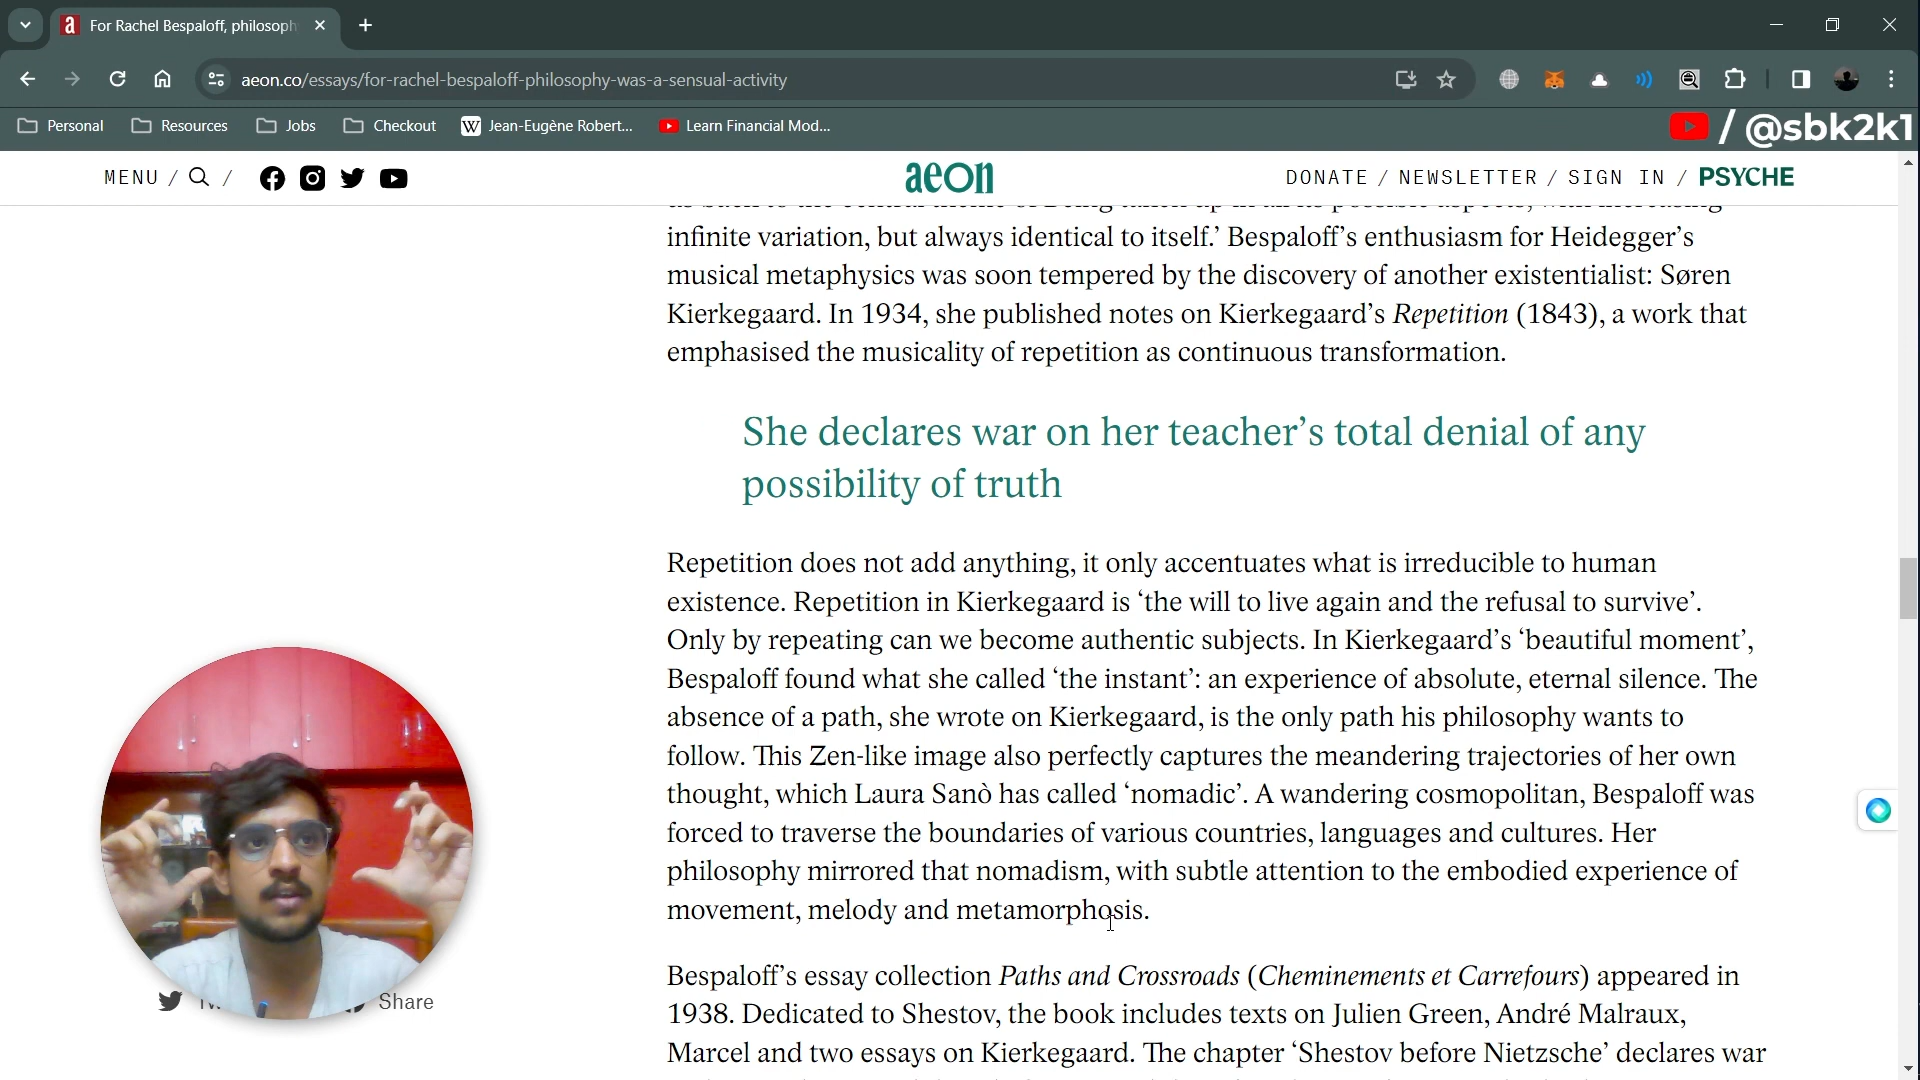 For Rachel Bespaloff, philosoph
aeon.co/essays/for-rachel-bespaloff-philosophy-was-a-sensual-activity
Personal
Resources
Jobs
Checkout
Jean-Eugène Robert...
Learn Financial Mod...
/ @sbk2k1
MENU /
/
aeon
DONATE / NEWSLETTER / SIGN IN / PSYCHE
infinite variation, but always identical to itself.’ Bespaloff’s enthusiasm for Heidegger’s
musical metaphysics was soon tempered by the discovery of another existentialist: Søren
Kierkegaard. In 1934, she published notes on Kierkegaard’s Repetition (1843), a work that
emphasised the musicality of repetition as continuous transformation.
She declares war on her teacher’s total denial of any
possibility of truth
Repetition does not add anything, it only accentuates what is irreducible to human
existence. Repetition in Kierkegaard is ‘the will to live again and the refusal to survive’.
Only by repeating can we become authentic subjects. In Kierkegaard’s ‘beautiful moment’,
Bespaloff found what she called ‘the instant’: an experience of absolute, eternal silence. The
absence of a path, she wrote on Kierkegaard, is the only path his philosophy wants to
follow. This Zen-like image also perfectly captures the meandering trajectories of her own
thought, which Laura Sanò has called ‘nomadic’. A wandering cosmopolitan, Bespaloff was
forced to traverse the boundaries of various countries, languages and cultures. Her
philosophy mirrored that nomadism, with subtle attention to the embodied experience of
movement, melody and metamorphosis.
Share
Bespaloff’s essay collection Paths and Crossroads (Cheminements et Carrefours) appeared in
1938. Dedicated to Shestov, the book includes texts on Julien Green, André Malraux,
Marcel and two essays on Kierkegaard. The chapter ‘Shestov before Nietzsche’ declares war